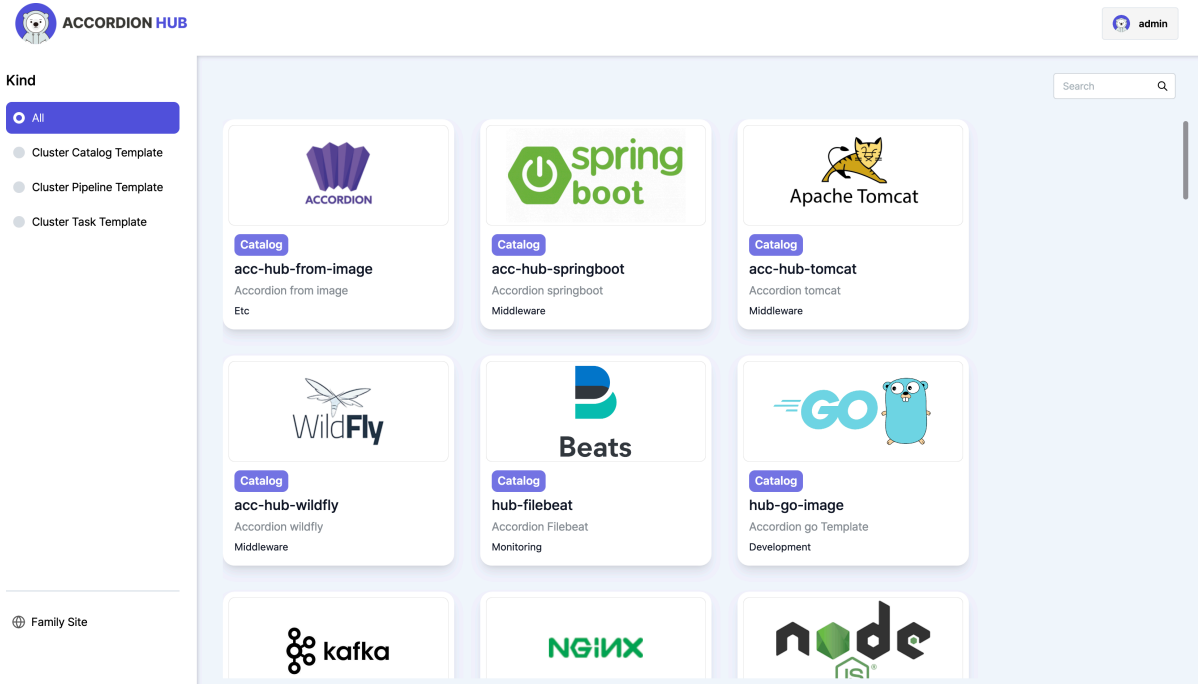 ACCORDION HUB
admin
Kind
All
Cluster Catalog Template
Cluster Pipeline Template
Cluster Task Template
Family Site
Search
ACCORDION
Catalog
acc-hub-from-image
Accordion from image
Etc
spring
boot
Catalog
acc-hub-springboot
Accordion springboot
Middleware
Apache Tomcat
Catalog
acc-hub-tomcat
Accordion tomcat
Middleware
WildFly
Catalog
acc-hub-wildfly
Accordion wildfly
Middleware
Beats
Catalog
hub-filebeat
Accordion Filebeat
Monitoring
GO
Catalog
hub-go-image
Accordion go Template
Development
kafka
NGINX
node
JS
®